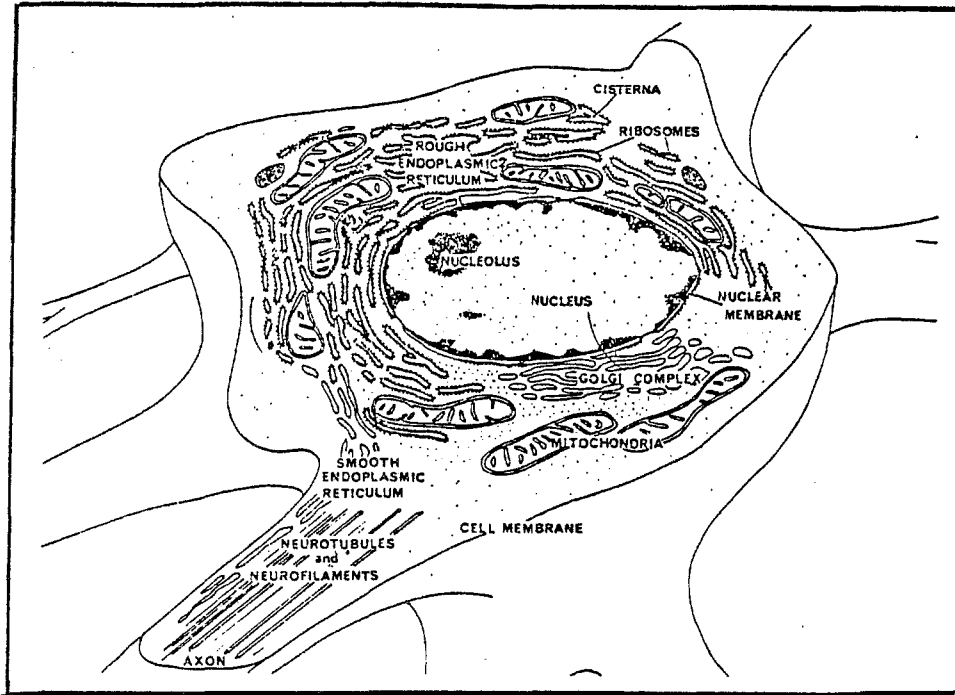 CISTERNA
RIBOSOMES
ROUGH
ENDOPLASMIC
RETICULUM
NUCLEOLUS
NUCLEUS
NUCLEAR
MEMBRANE
GOLGI COMPLEX
MITOCHONDRIA
SMOOTH
ENDOPLASMIC
RETICULUM
CELL MEMBRANE
NEUROTUBULES
and
NEUROFILAMENTS
AXON